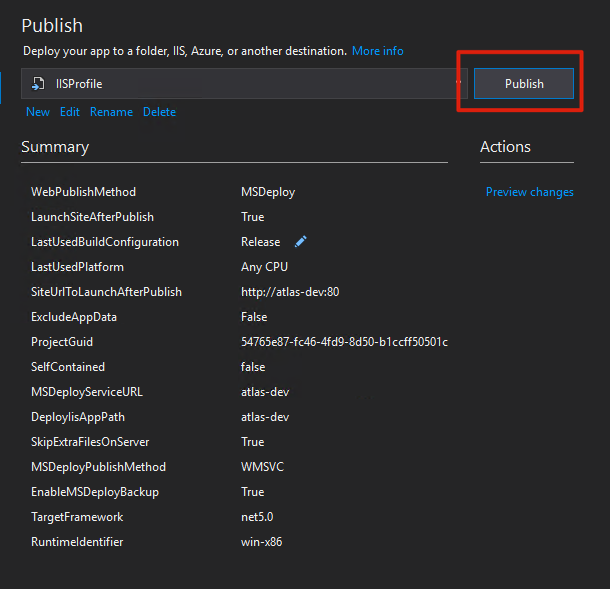 Publish
Deploy your app to a folder, IIS, Azure, or another destination. More info
IISProfile Publish
New Edit Rename Delete
Summary Actions
WebPublishMethod MSDeploy Preview changes
LaunchSiteAfterPublish True
LastUsedBuildConfiguration Release
LastUsedPlatform Any CPU
SiteUrlToLaunchAfterPublish http://atlas-dev:80
ExcludeAppData False
ProjectGuid 54765e87-fc46-4fd9-8d50-b1ccff50501c
SelfContained false
MSDeployServiceURL atlas-dev
DeployIisAppPath atlas-dev
SkipExtraFilesOnServer True
MSDeployPublishMethod WMSVC
EnableMSDeployBackup True
TargetFramework net5.0
RuntimeIdentifier win-x86